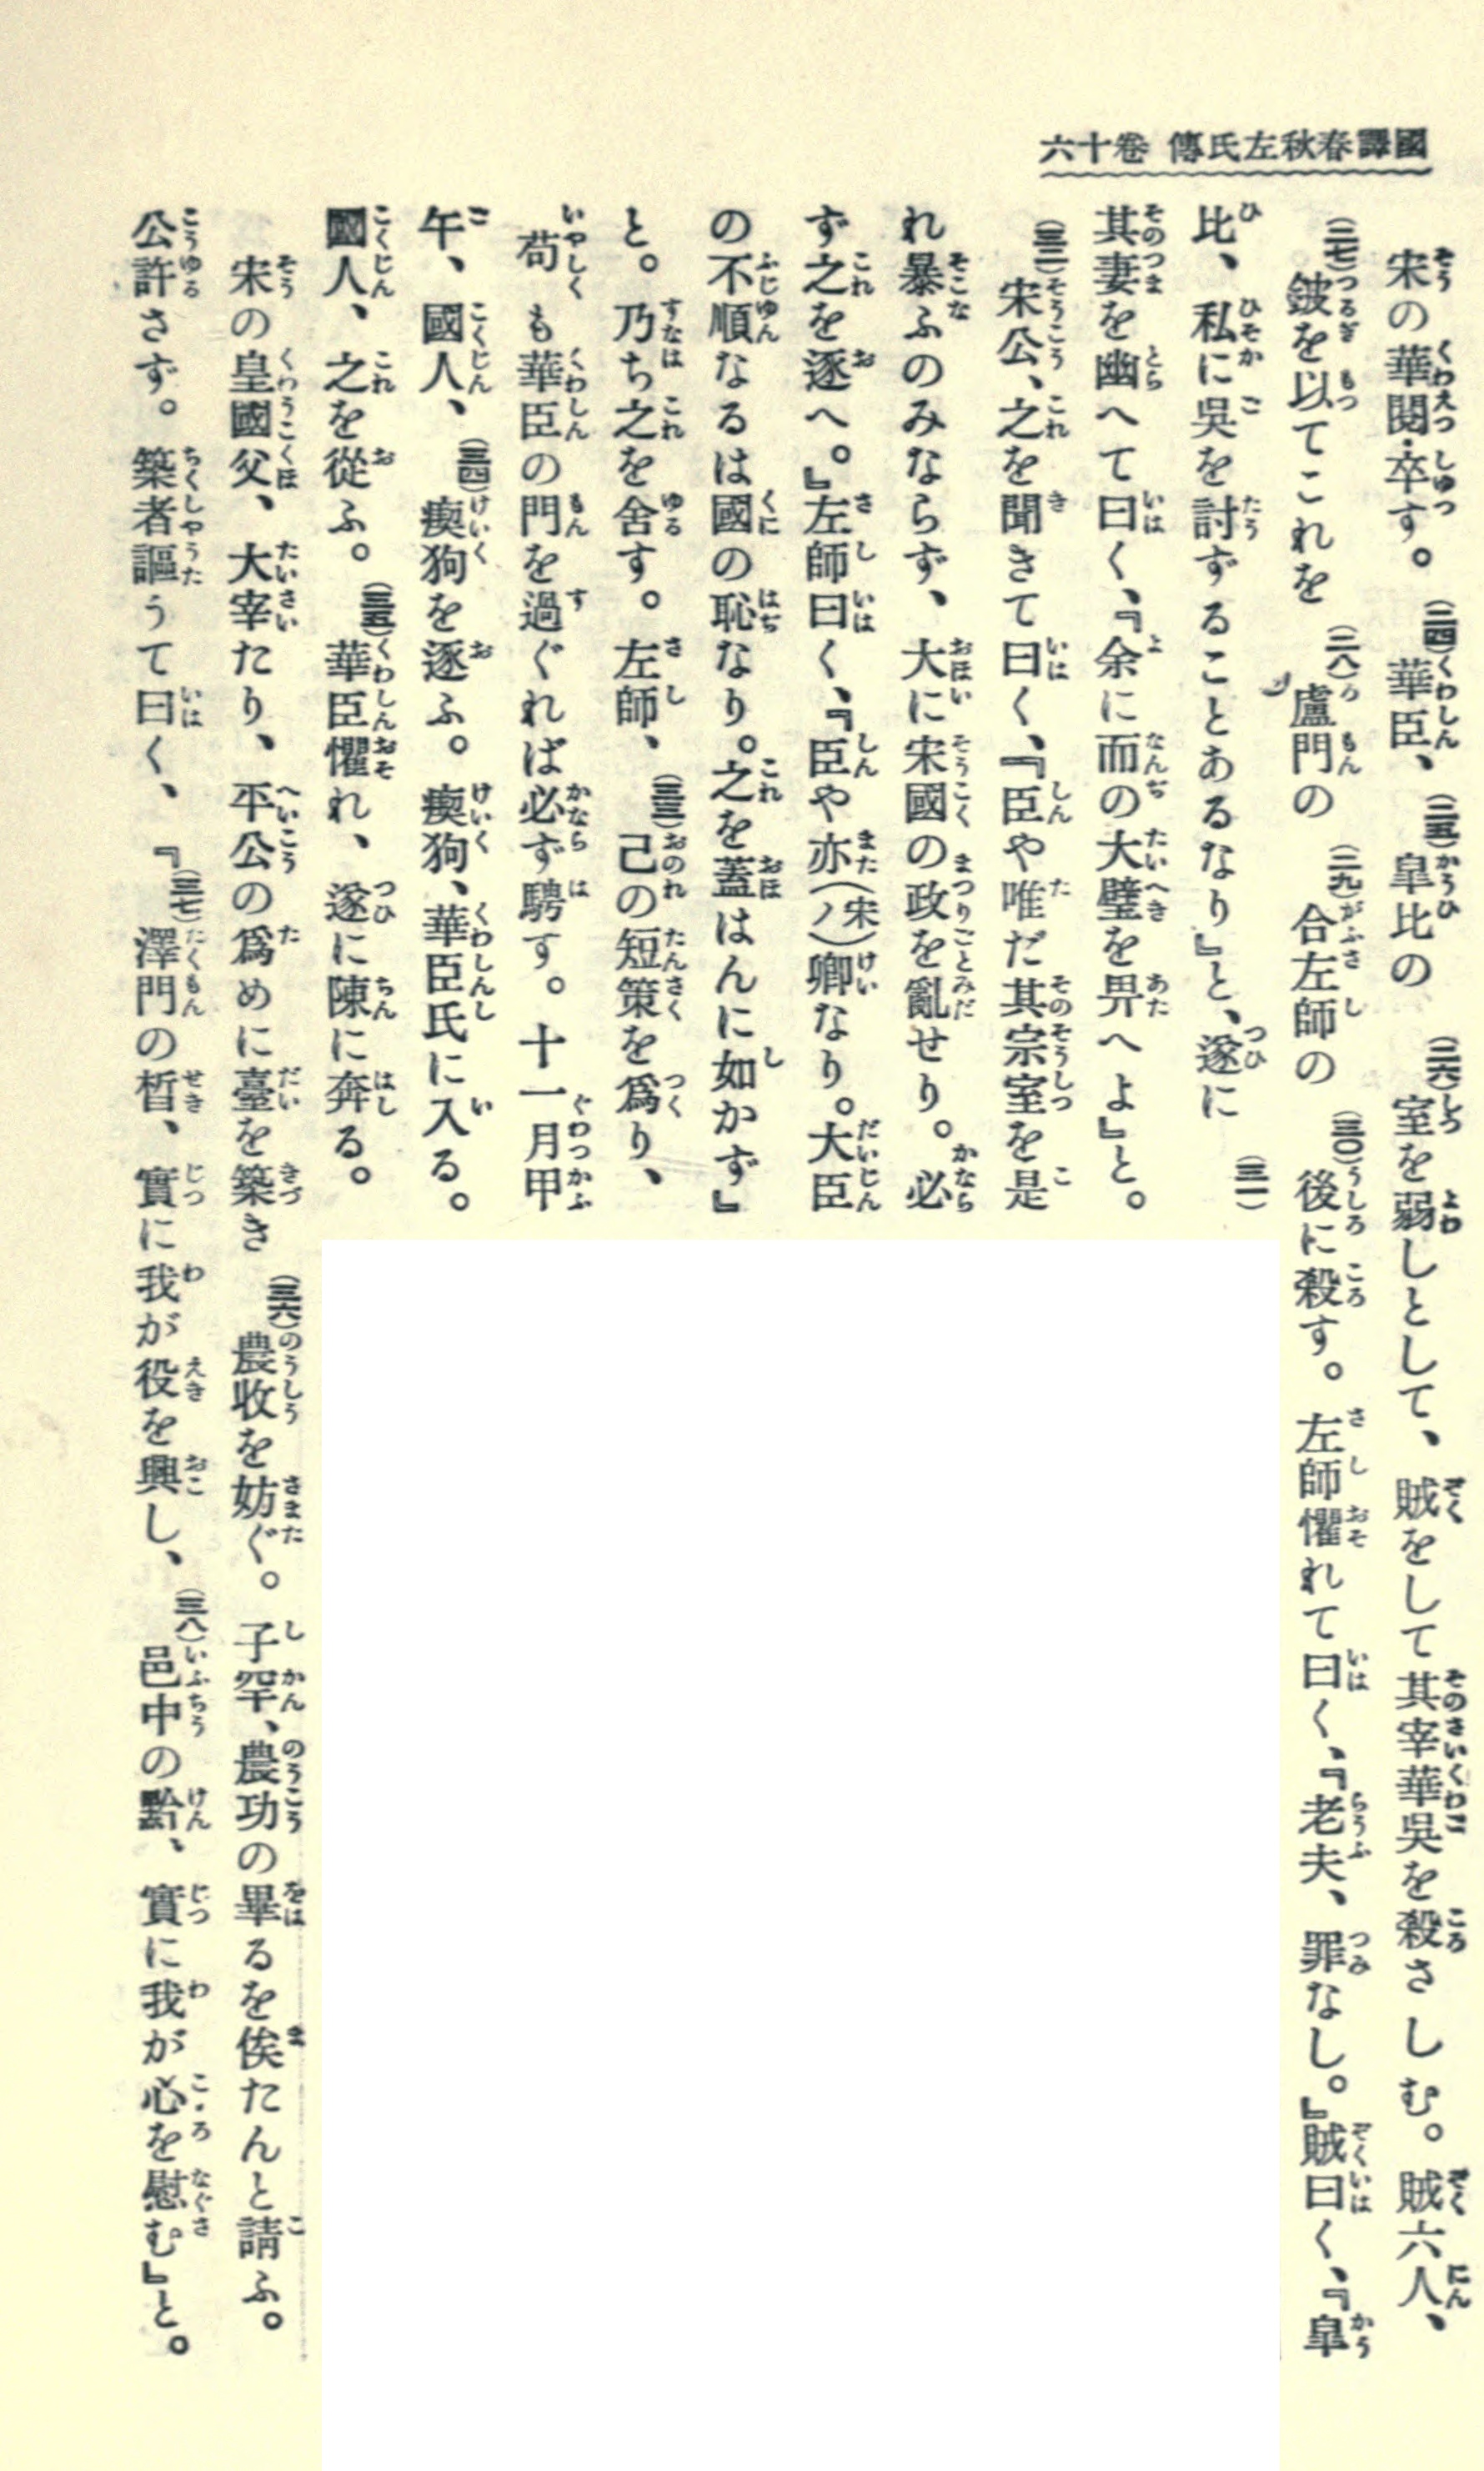 國譯春秋左氏傳 卷十六
宋の華閱・卒す。(二四)華臣、(二五)皐比の(二六)室を弱しとして、賊をして其宰華吳を殺さしむ。賊六人、
(二七)鈹を以てこれを(二八)盧門の(二九)合左師の(三〇)後に殺す。左師懼れて曰く、『老夫、罪なし。』賊曰く、『皐
比、私に吳を討ずることあるなり』と、遂に(三一)
其妻を幽へて曰く、『余に而の大璧を畀へよ』と。
(三二)宋公、之を聞きて曰く、『臣や唯だ其宗室を是
れ暴ふのみならず、大に宋國の政を亂せり。必
ず之を逐へ。』左師曰く、『臣や亦(宋ノ)卿なり。大臣
の不順なるは國の恥なり。之を蓋はんに如かず』
と。乃ち之を舍す。左師、(三三)己の短策を爲り、
苟も華臣の門を過ぐれば必ず騁す。十一月甲
午、國人、(三四)瘈狗を逐ふ。瘈狗、華臣氏に入る。
國人、之を從ふ。(三五)華臣懼れ、遂に陳に奔る。
宋の皇國父、大宰たり、平公の爲めに臺を築き(三六)農收を妨ぐ。子罕、農功の畢るを俟たんと請ふ。
公許さず。築者謳うて曰く、『(三七)澤門の晳、實に我が役を興し、(三八)邑中の黔、實に我が心を慰む』と。